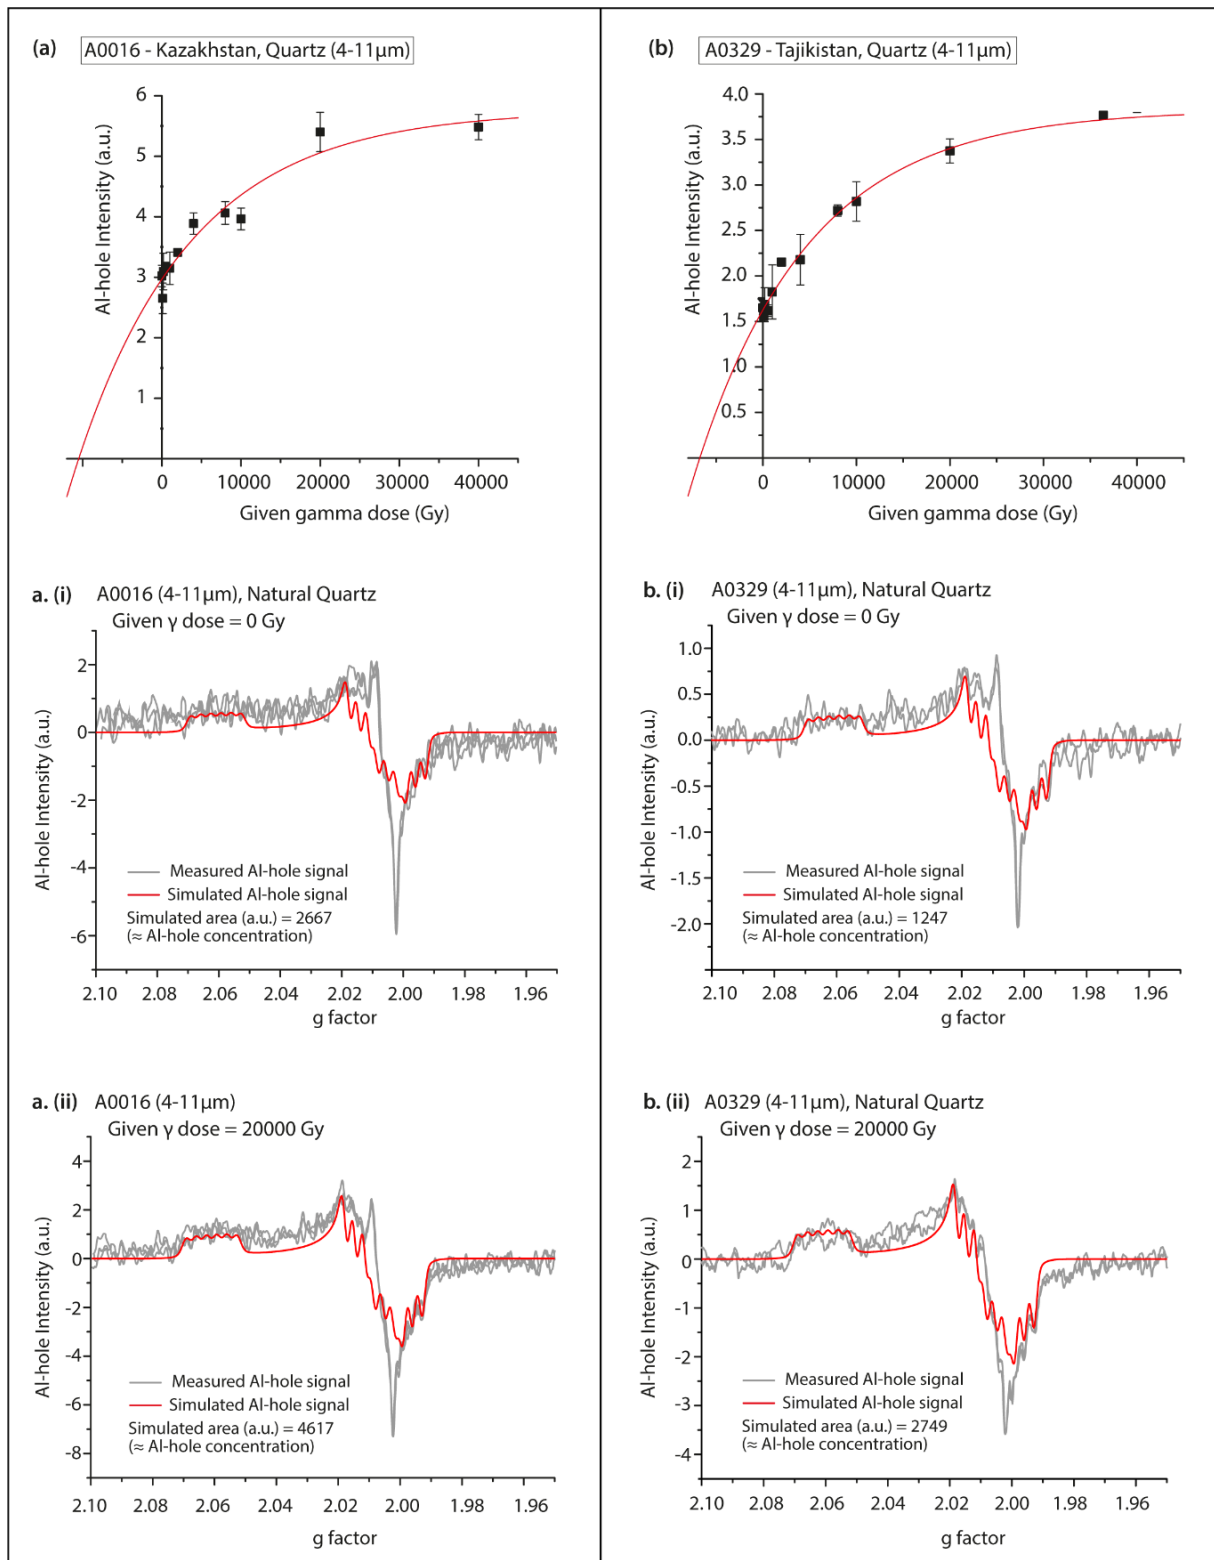 (a) A0016 - Kazakhstan, Quartz (4-11μm)
Al-hole Intensity (a.u.)
6
5
4
3
2
1
0 10000 20000 30000 40000
Given gamma dose (Gy)
(b) A0329 - Tajikistan, Quartz (4-11μm)
Al-hole Intensity (a.u.)
4.0
3.5
3.0
2.5
2.0
1.5
1.0
0.5
0 10000 20000 30000 40000
Given gamma dose (Gy)
a. (i) A0016 (4-11μm), Natural Quartz
Given γ dose = 0 Gy
Al-hole Intensity (a.u.)
2
0
-2
-4
-6
Measured Al-hole signal
Simulated Al-hole signal
Simulated area (a.u.) = 2667
(≈ Al-hole concentration)
2.10 2.08 2.06 2.04 2.02 2.00 1.98 1.96
g factor
b. (i) A0329 (4-11μm), Natural Quartz
Given γ dose = 0 Gy
Al-hole Intensity (a.u.)
1.0
0.5
0.0
-0.5
-1.0
-1.5
-2.0
Measured Al-hole signal
Simulated Al-hole signal
Simulated area (a.u.) = 1247
(≈ Al-hole concentration)
2.10 2.08 2.06 2.04 2.02 2.00 1.98 1.96
g factor
a. (ii) A0016 (4-11μm)
Given γ dose = 20000 Gy
Al-hole Intensity (a.u.)
4
2
0
-2
-4
-6
-8
Measured Al-hole signal
Simulated Al-hole signal
Simulated area (a.u.) = 4617
(≈ Al-hole concentration)
2.10 2.08 2.06 2.04 2.02 2.00 1.98 1.96
g factor
b. (ii) A0329 (4-11μm), Natural Quartz
Given γ dose = 20000 Gy
Al-hole Intensity (a.u.)
2
1
0
-1
-2
-3
-4
Measured Al-hole signal
Simulated Al-hole signal
Simulated area (a.u.) = 2749
(≈ Al-hole concentration)
2.10 2.08 2.06 2.04 2.02 2.00 1.98 1.96
g factor